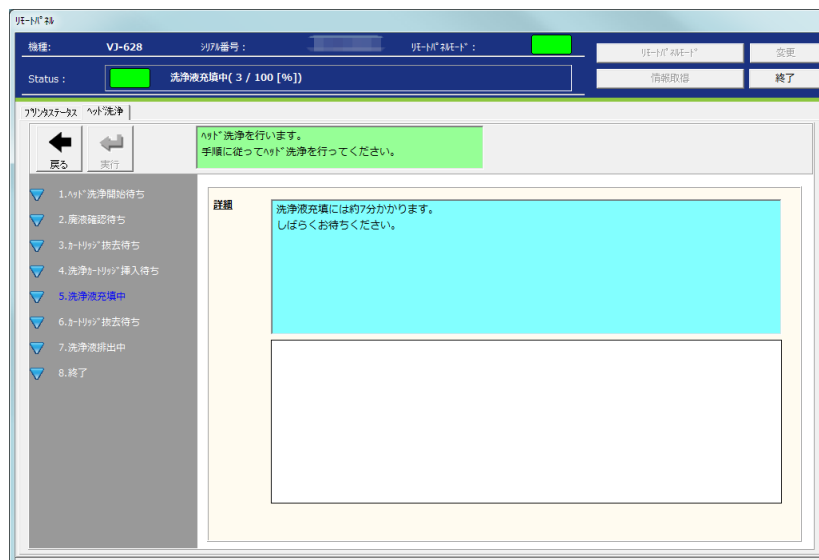 ﾘﾓｰﾄﾊﾟﾈﾙ
機種: VJ-628 ｼﾘｱﾙ番号: ﾘﾓｰﾄﾊﾟﾈﾙﾓｰﾄﾞ: ﾘﾓｰﾄﾊﾟﾈﾙﾓｰﾄﾞ 変更
Status: 洗浄液充填中( 3 / 100 [%]) 情報取得 終了
ﾌﾟﾘﾝﾀｽﾃｰﾀｽ ﾍｯﾄﾞ洗浄
戻る 実行
ﾍｯﾄﾞ洗浄を行います。
手順に従ってﾍｯﾄﾞ洗浄を行ってください。
1.ﾍｯﾄﾞ洗浄開始待ち
2.廃液確認待ち
3.ｶｰﾄﾘｯｼﾞ抜去待ち
4.洗浄ｶｰﾄﾘｯｼﾞ挿入待ち
5.洗浄液充填中
6.ｶｰﾄﾘｯｼﾞ抜去待ち
7.洗浄液排出中
8.終了
詳細
洗浄液充填には約7分かかります。
しばらくお待ちください。